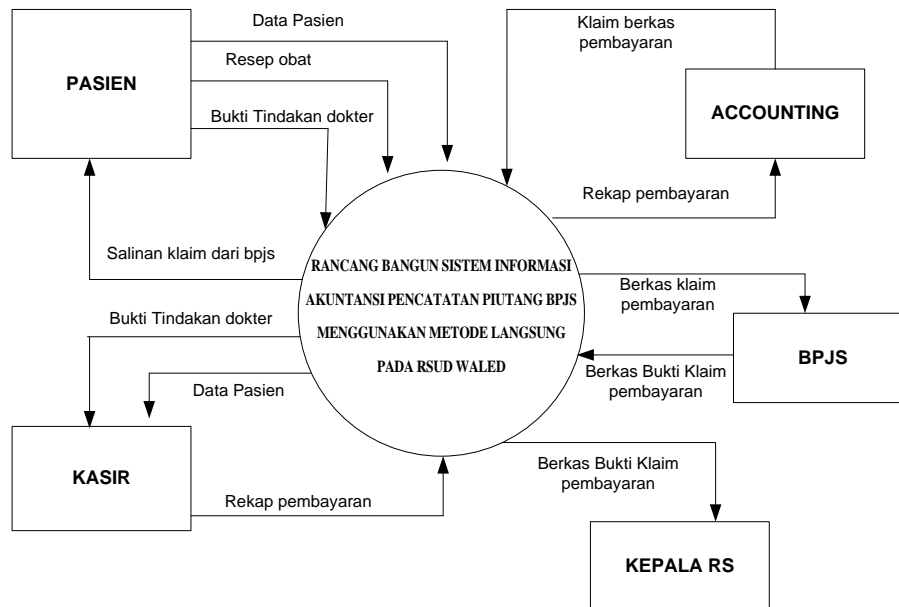 Data Pasien
Klaim berkas
pembayaran
Resep obat
PASIEN
Bukti Tindakan dokter
ACCOUNTING
Rekap pembayaran
Salinan klaim dari bpjs
RANCANG BANGUN SISTEM INFORMASI
AKUNTANSI PENCATATAN PIUTANG BPJS
MENGGUNAKAN METODE LANGSUNG
PADA RSUD WALED
Berkas klaim
pembayaran
Bukti Tindakan dokter
BPJS
Berkas Bukti Klaim
pembayaran
Data Pasien
KASIR
Rekap pembayaran
Berkas Bukti Klaim
pembayaran
KEPALA RS